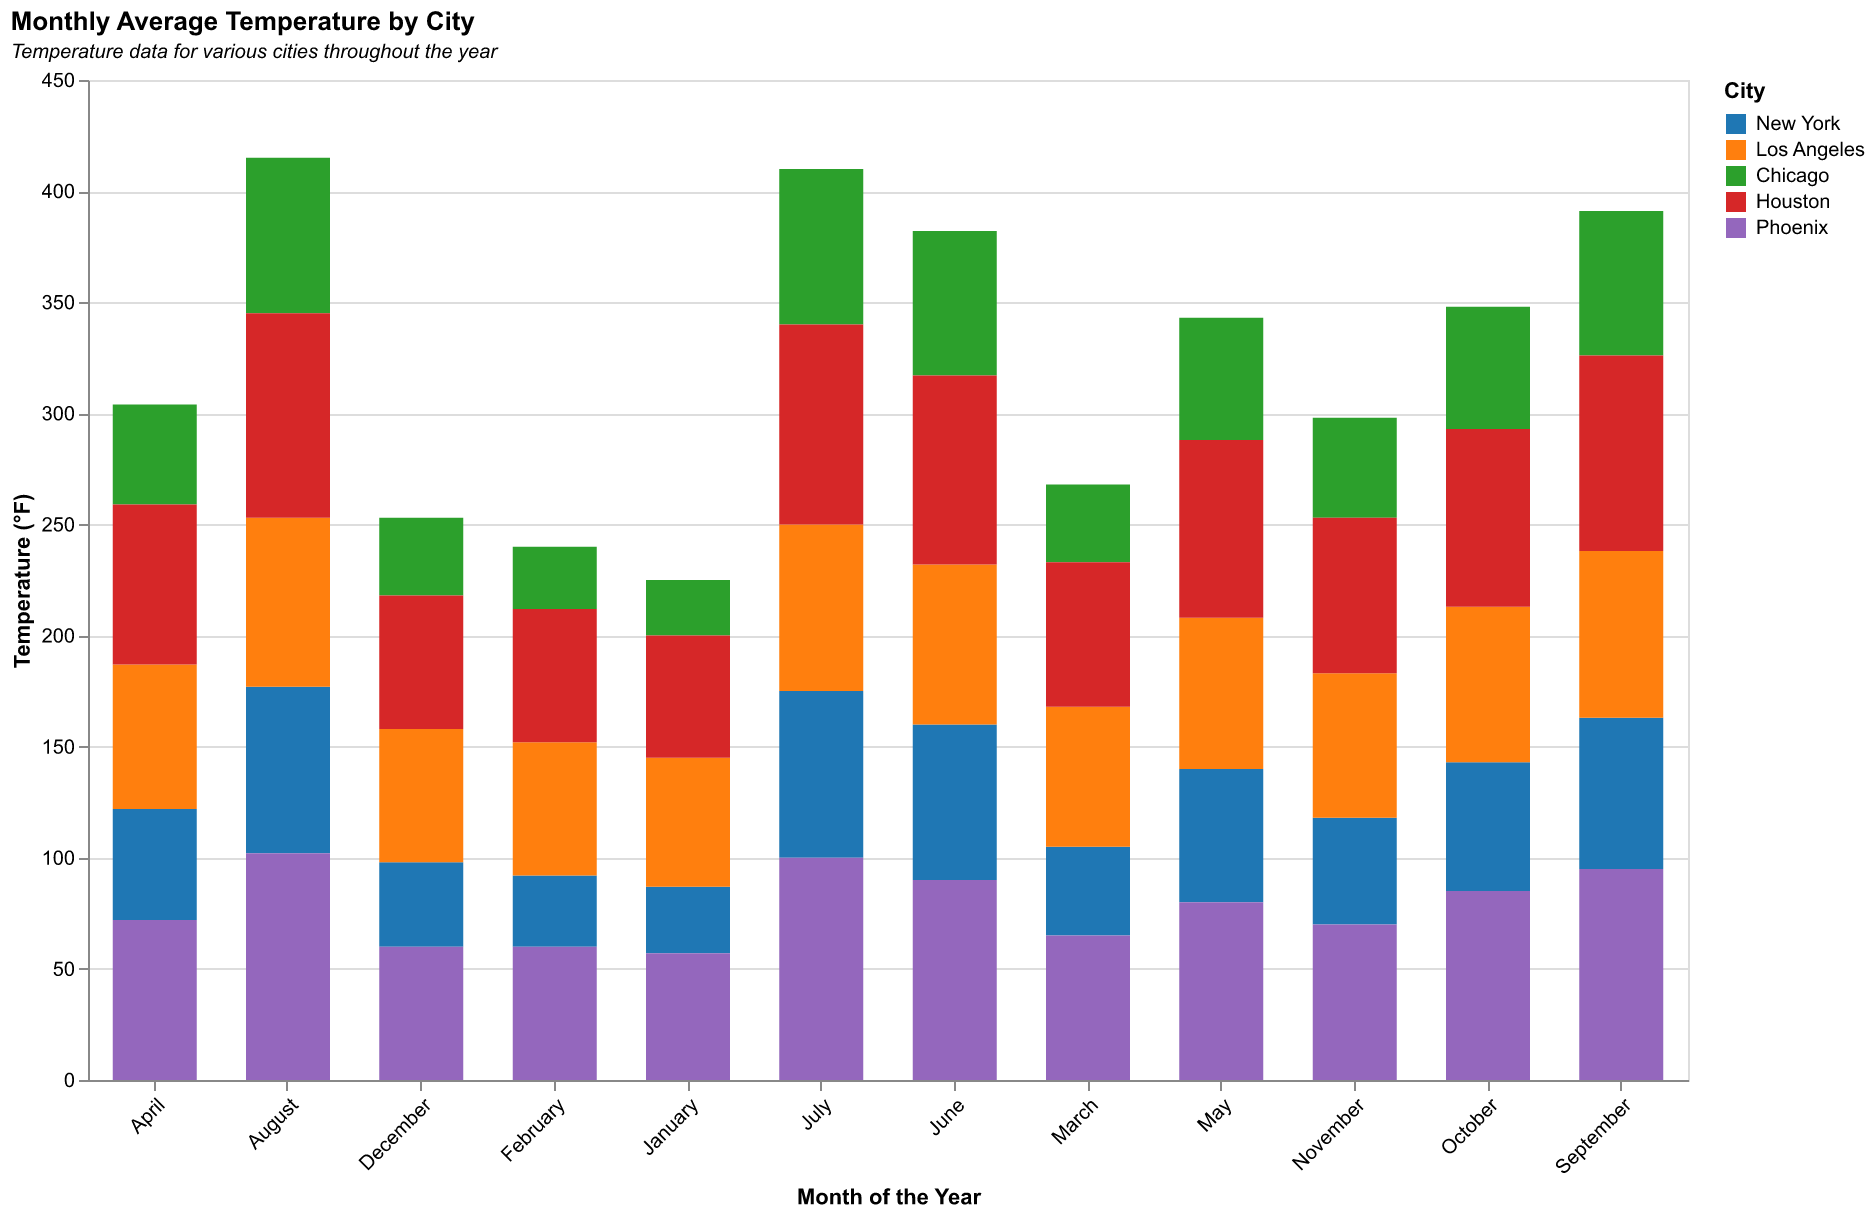 Monthly Average Temperature by City
Temperature data for various cities throughout the year
450
400
350
300
250
200
150
100
50
0
Temperature (°F)
April
August
December
February
January
July
June
March
May
November
October
September
Month of the Year
City
New York
Los Angeles
Chicago
Houston
Phoenix